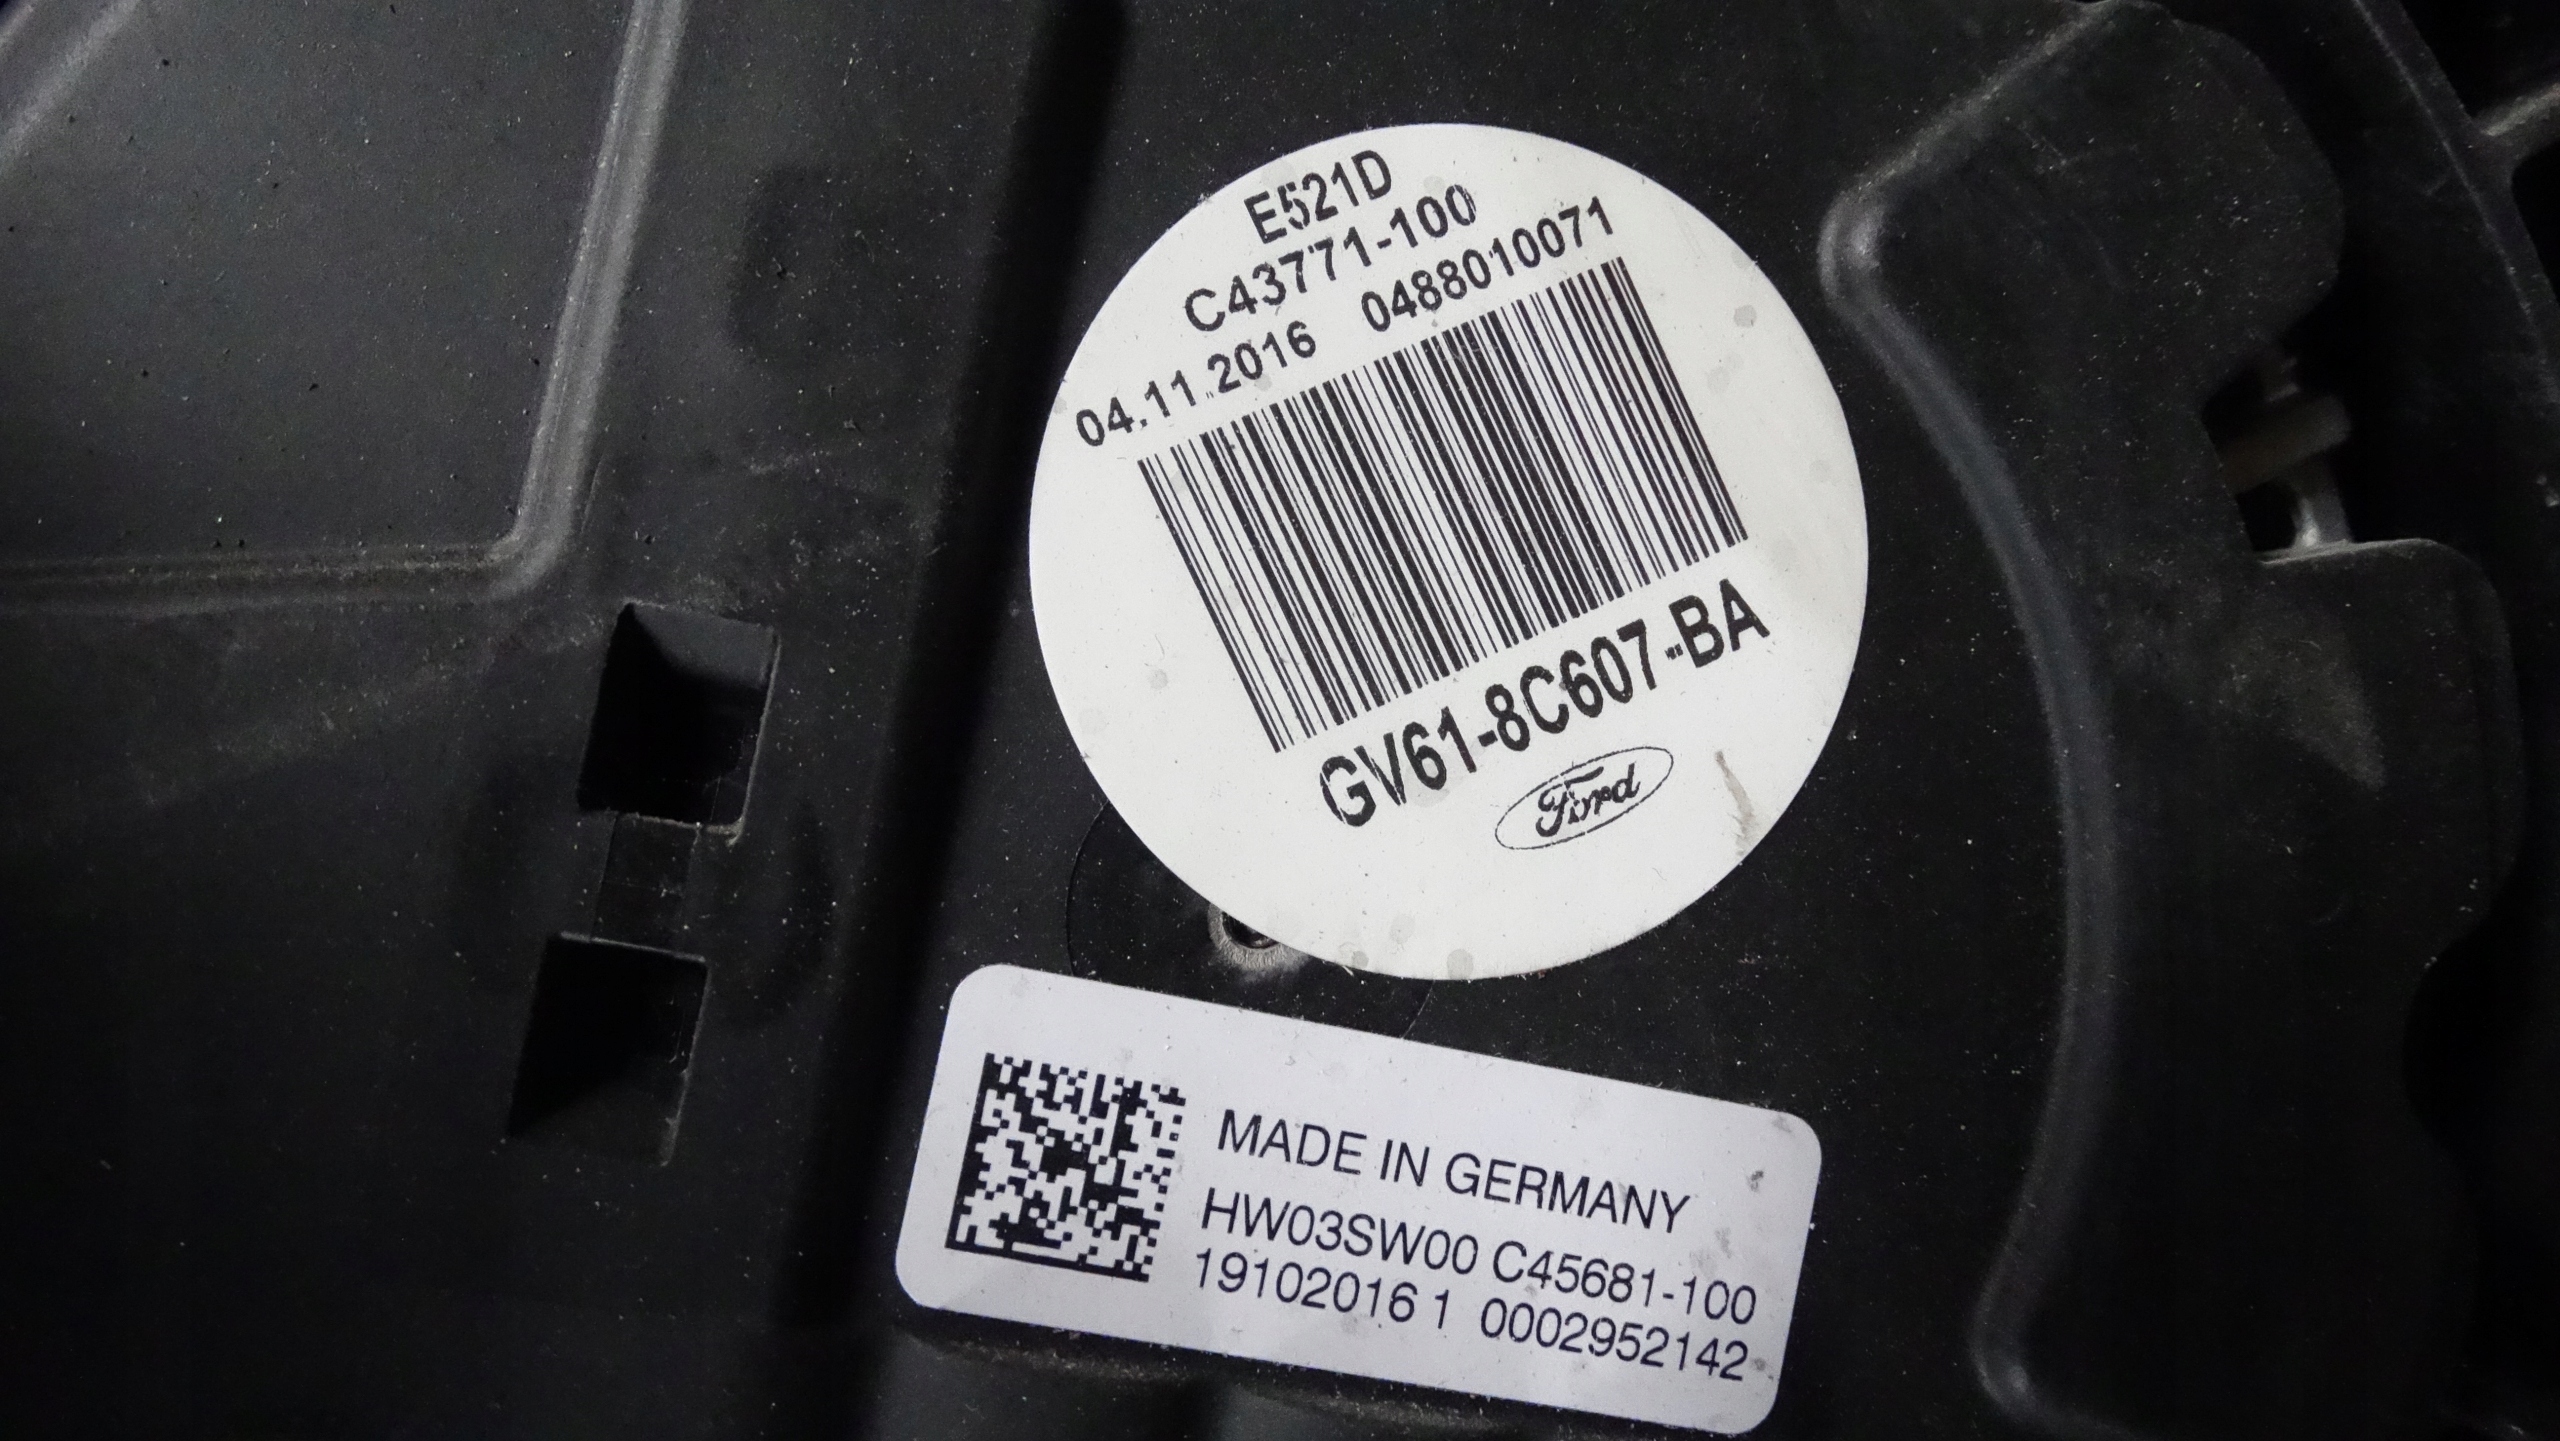 E521D
C43771-100
04.11.2016 0488010071
GV61-8C607-BA
Ford
MADE IN GERMANY
HW03SW00 C45681-100
19102016 1 0002952142